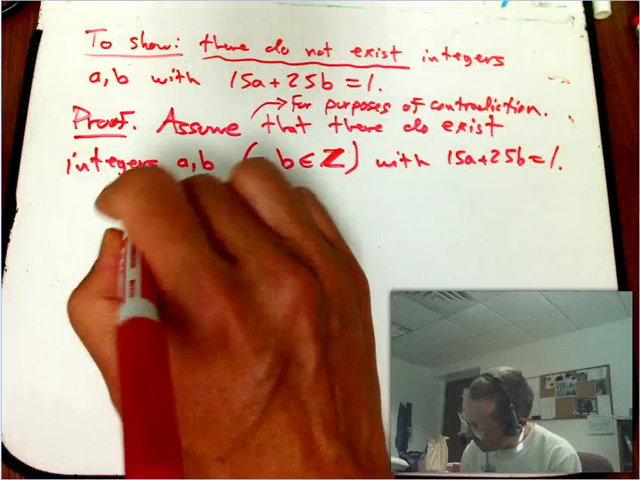 To show: there do not exist integers
a,b with 15a+25b=1.
For purposes of contradiction.
Proof. Assume that there do exist
integers a,b ( b∈ℤ) with 15a+25b=1.